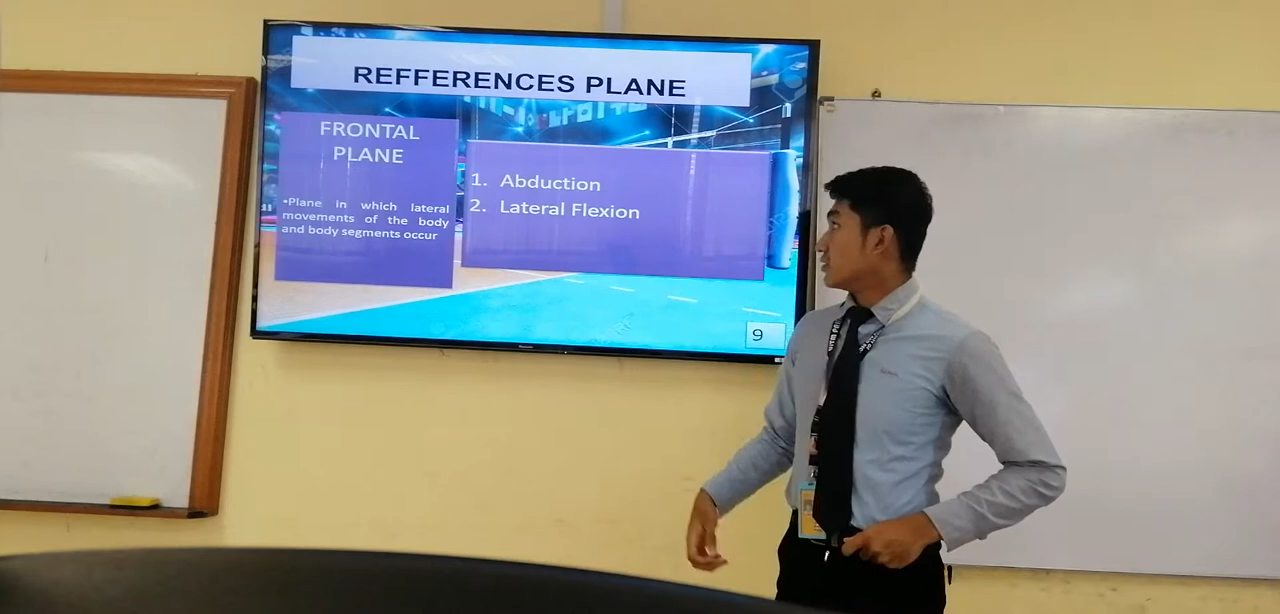 REFFERENCES PLANE
FRONTAL
PLANE
•Plane in which lateral
movements of the body
and body segments occur
1. Abduction
2. Lateral Flexion
9